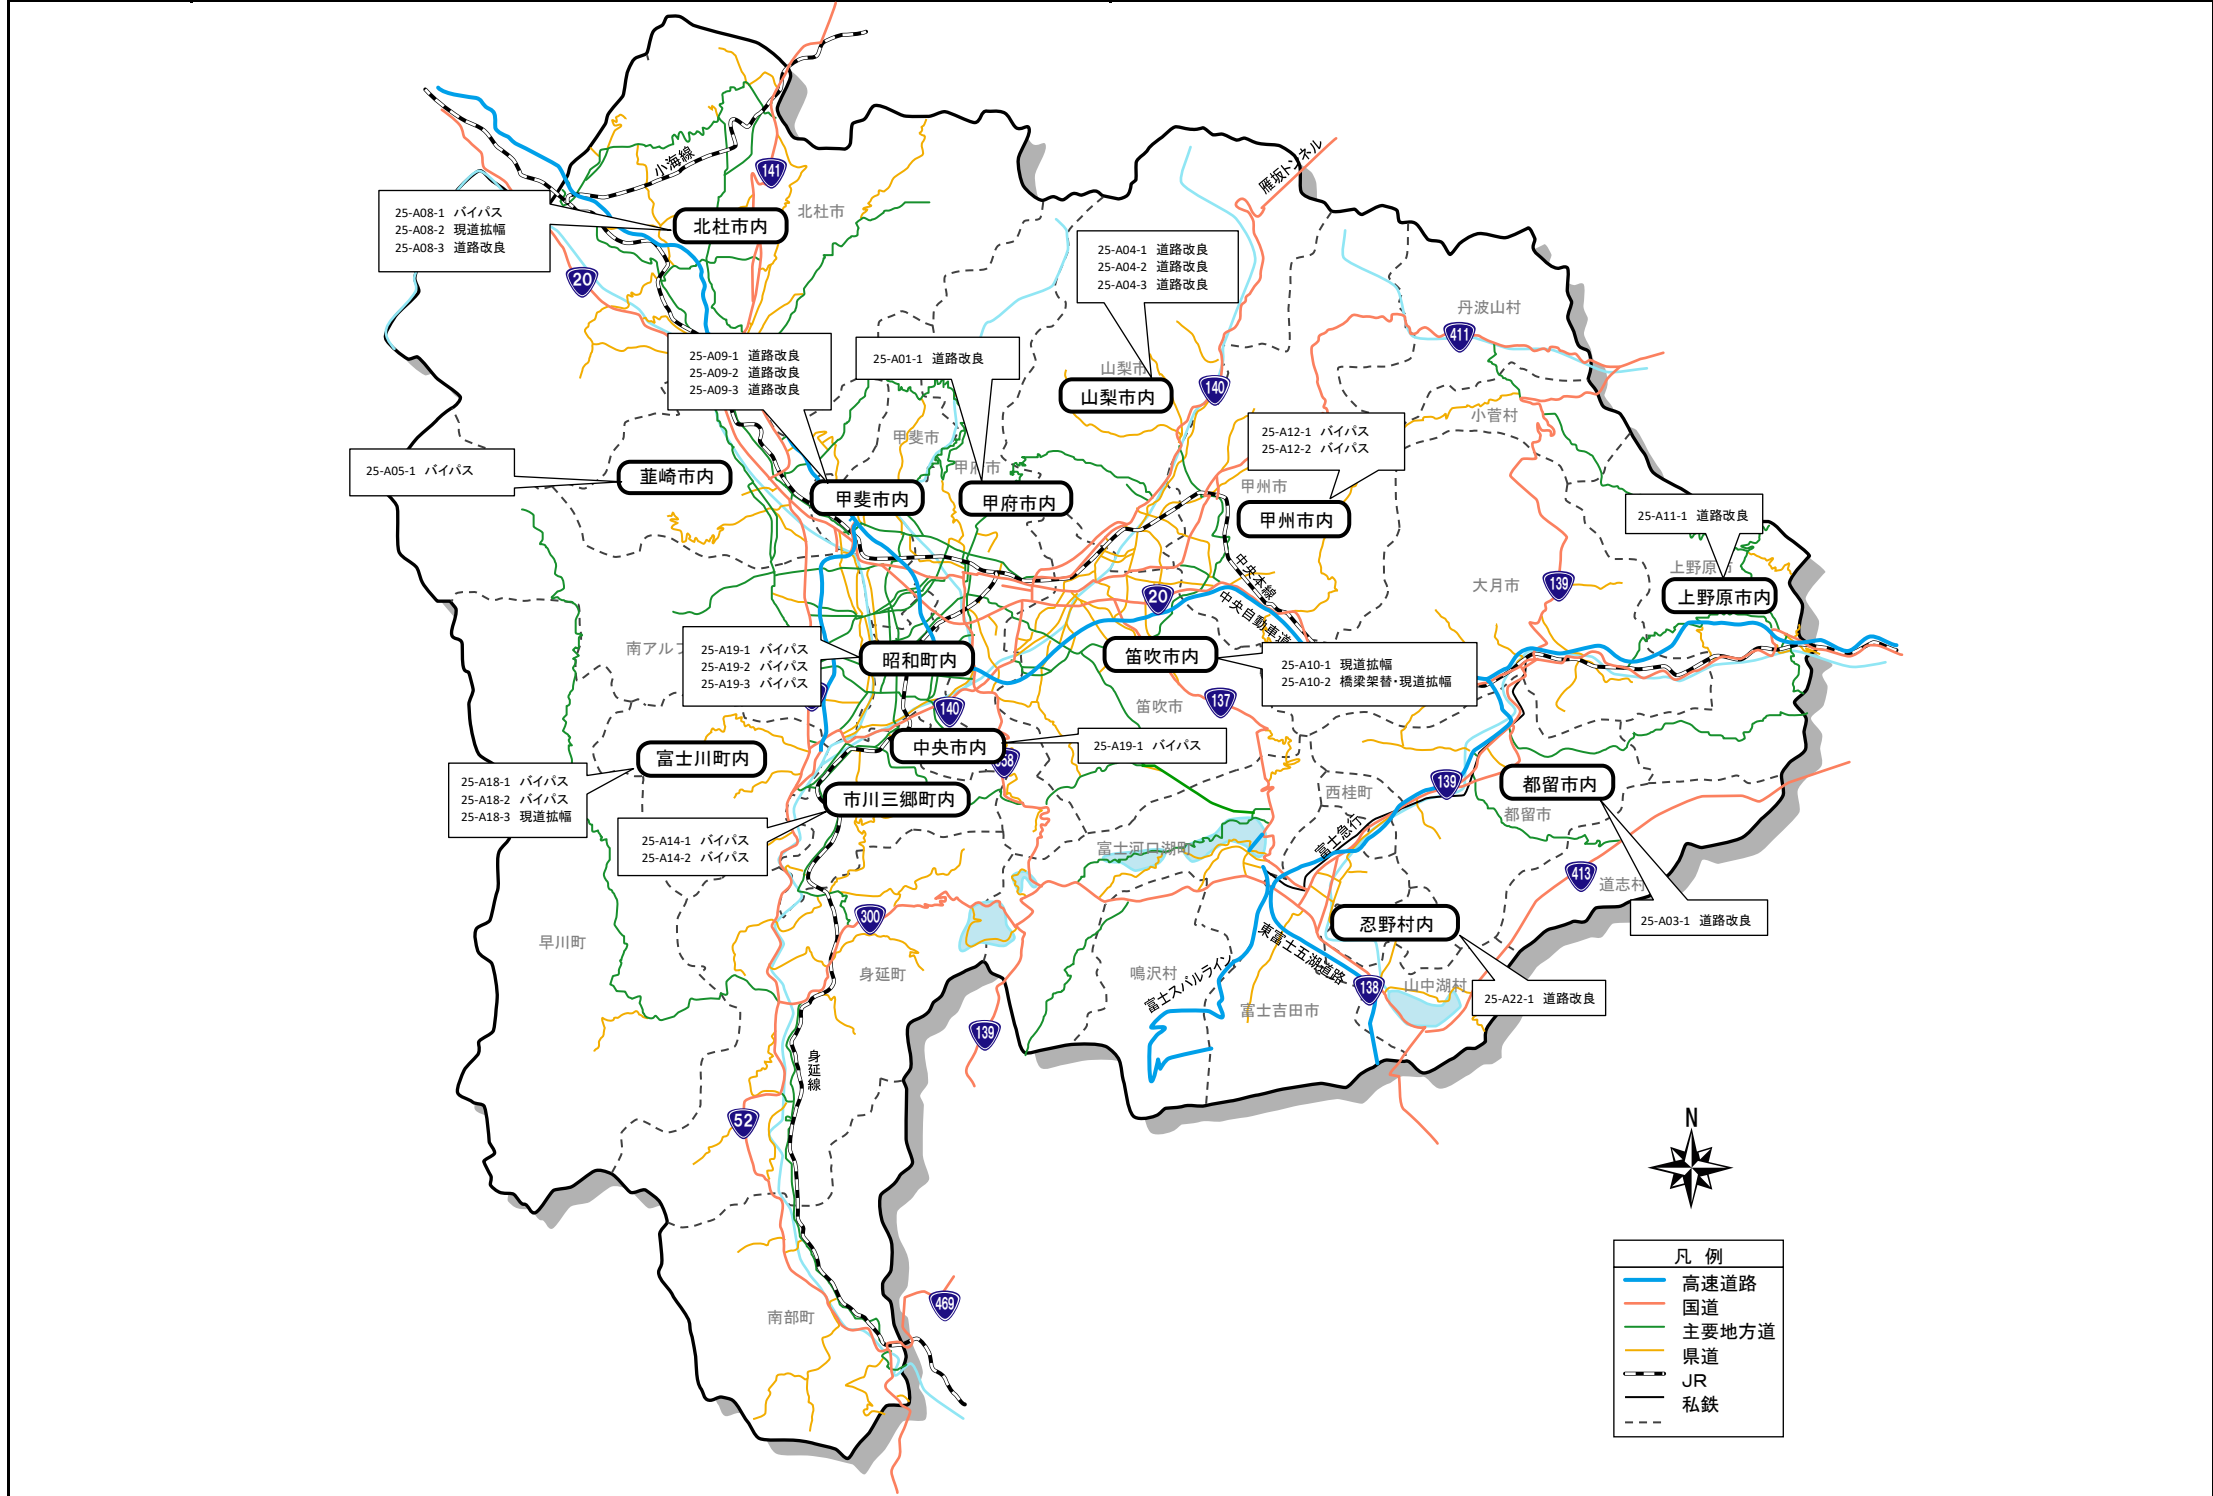 小海線
141
北杜市
25-A08-1 バイパス
25-A08-2 現道拡幅
25-A08-3 道路改良
北杜市内
20
雁坂トンネル
25-A04-1 道路改良
25-A04-2 道路改良
25-A04-3 道路改良
丹波山村
411
25-A09-1 道路改良
25-A09-2 道路改良
25-A09-3 道路改良
25-A01-1 道路改良
山梨市
山梨市内
140
小菅村
25-A12-1 バイパス
25-A12-2 バイパス
甲斐市
甲府市
25-A05-1 バイパス
韮崎市内
甲斐市内
甲府市内
甲州市
甲州市内
25-A11-1 道路改良
上野原市
上野原市内
大月市
139
中央本線
中央自動車道
20
南アルプ
25-A19-1 バイパス
25-A19-2 バイパス
25-A19-3 バイパス
昭和町内
笛吹市内
25-A10-1 現道拡幅
25-A10-2 橋梁架替・現道拡幅
笛吹市
137
140
中央市内
25-A19-1 バイパス
358
富士川町内
25-A18-1 バイパス
25-A18-2 バイパス
25-A18-3 現道拡幅
市川三郷町内
25-A14-1 バイパス
25-A14-2 バイパス
西桂町
139
都留市内
都留市
富士急行
富士河口湖町
413
道志村
25-A03-1 道路改良
300
忍野村内
早川町
身延町
鳴沢村
富士スバルライン
東富士五湖道路
138
山中湖村
25-A22-1 道路改良
富士吉田市
139
身延線
52
N
469
南部町
凡 例
高速道路
国道
主要地方道
県道
JR
私鉄